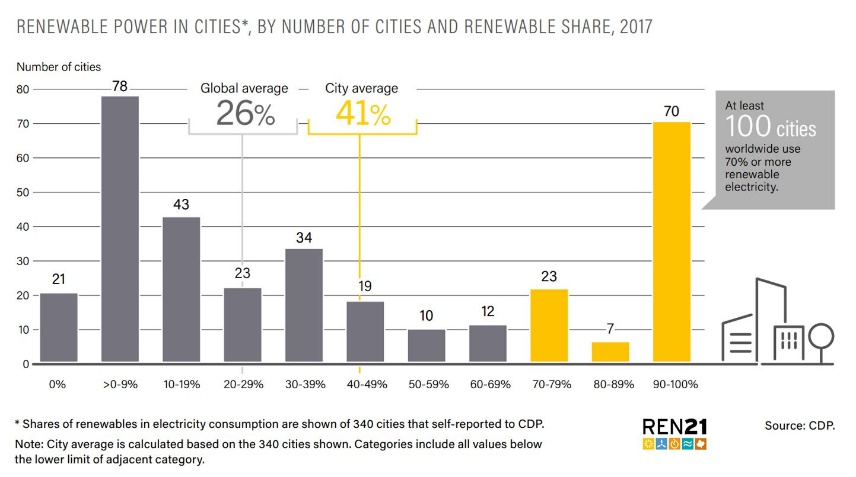 RENEWABLE POWER IN CITIES*, BY NUMBER OF CITIES AND RENEWABLE SHARE, 2017
Number of cities
Global average
26%
City average
41%
At least
100 cities
worldwide use
70% or more
renewable
electricity.
80
70
60
50
40
30
20
10
0
21
78
43
23
34
19
10
12
23
7
70
0%
>0-9%
10-19%
20-29%
30-39%
40-49%
50-59%
60-69%
70-79%
80-89%
90-100%
* Shares of renewables in electricity consumption are shown of 340 cities that self-reported to CDP.
Note: City average is calculated based on the 340 cities shown. Categories include all values below
the lower limit of adjacent category.
REN21
Source: CDP.